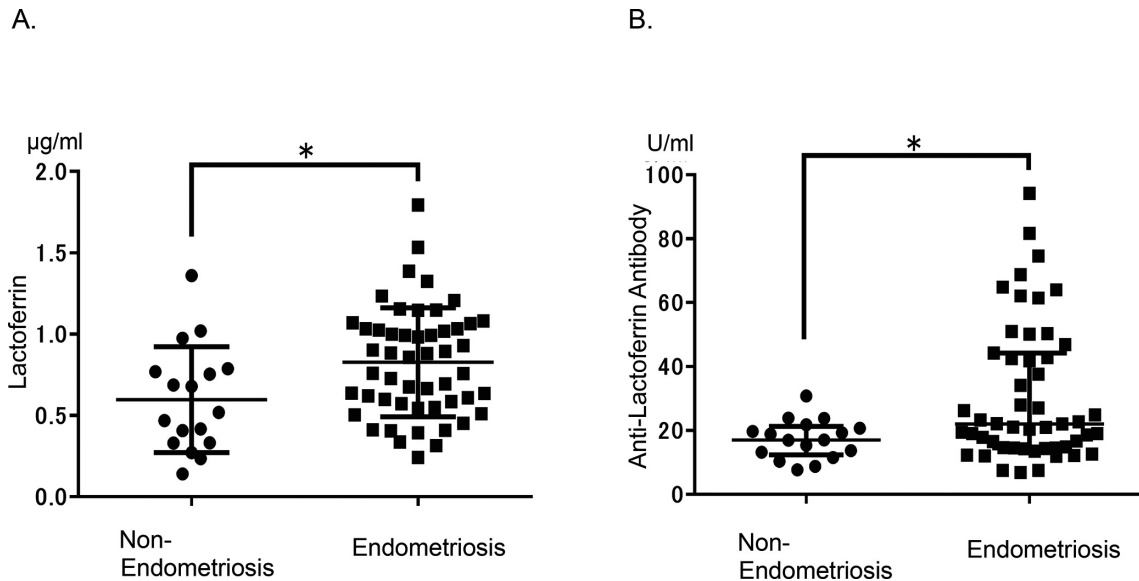 A.
μg/ml
*
2.0
1.5
1.0
0.5
0.0
Lactoferrin
Non-
Endometriosis
Endometriosis
B.
U/ml
*
100
80
60
40
20
0
Anti-Lactoferrin Antibody
Non-
Endometriosis
Endometriosis